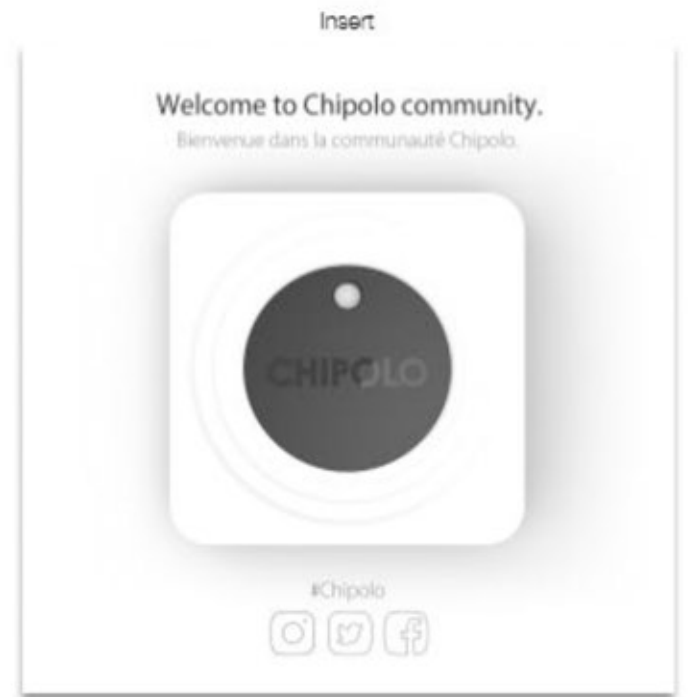 Insert
Welcome to Chipolo community.
Bienvenue dans la communauté Chipolo.
CHIPOLO
#Chipolo